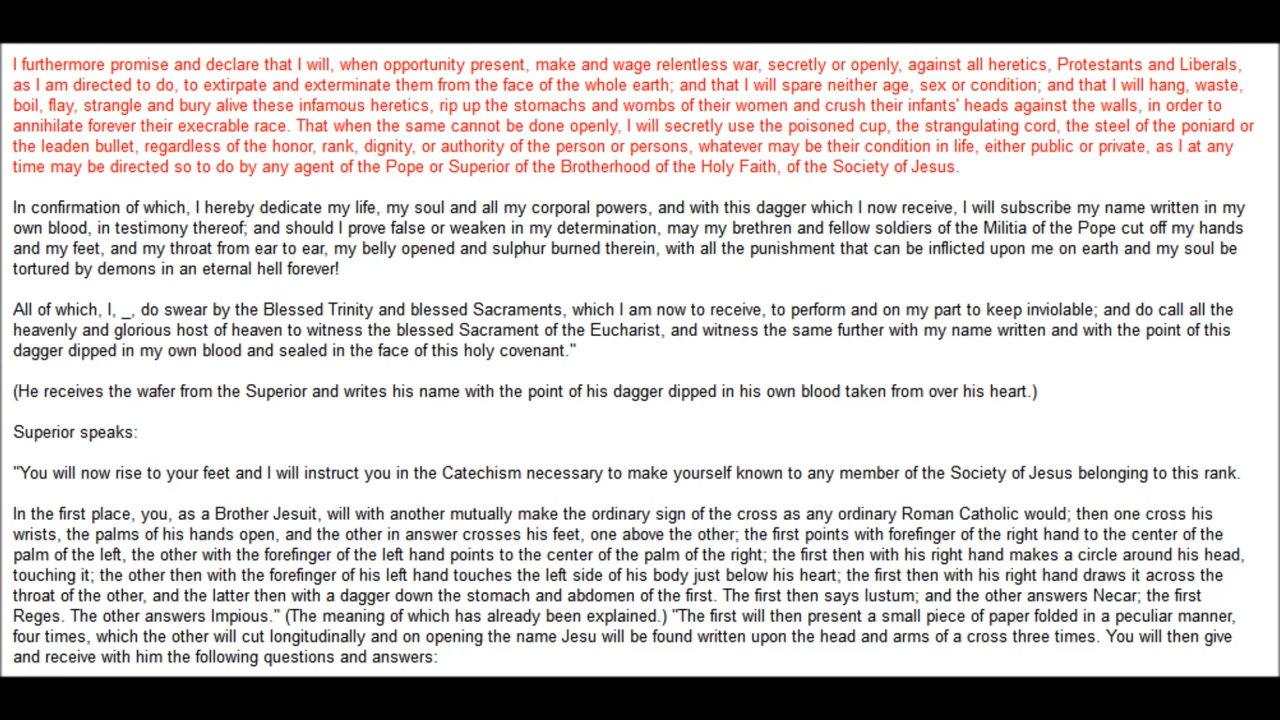 I furthermore promise and declare that I will, when opportunity present, make and wage relentless war, secretly or openly, against all heretics, Protestants and Liberals,
as I am directed to do, to extirpate and exterminate them from the face of the whole earth; and that I will spare neither age, sex or condition; and that I will hang, waste,
boil, flay, strangle and bury alive these infamous heretics, rip up the stomachs and wombs of their women and crush their infants' heads against the walls, in order to
annihilate forever their execrable race. That when the same cannot be done openly, I will secretly use the poisoned cup, the strangulating cord, the steel of the poniard or
the leaden bullet, regardless of the honor, rank, dignity, or authority of the person or persons, whatever may be their condition in life, either public or private, as I at any
time may be directed so to do by any agent of the Pope or Superior of the Brotherhood of the Holy Faith, of the Society of Jesus.
In confirmation of which, I hereby dedicate my life, my soul and all my corporal powers, and with this dagger which I now receive, I will subscribe my name written in my
own blood, in testimony thereof; and should I prove false or weaken in my determination, may my brethren and fellow soldiers of the Militia of the Pope cut off my hands
and my feet, and my throat from ear to ear, my belly opened and sulphur burned therein, with all the punishment that can be inflicted upon me on earth and my soul be
tortured by demons in an eternal hell forever!
All of which, I, _, do swear by the Blessed Trinity and blessed Sacraments, which I am now to receive, to perform and on my part to keep inviolable; and do call all the
heavenly and glorious host of heaven to witness the blessed Sacrament of the Eucharist, and witness the same further with my name written and with the point of this
dagger dipped in my own blood and sealed in the face of this holy covenant."
(He receives the wafer from the Superior and writes his name with the point of his dagger dipped in his own blood taken from over his heart.)
Superior speaks:
"You will now rise to your feet and I will instruct you in the Catechism necessary to make yourself known to any member of the Society of Jesus belonging to this rank.
In the first place, you, as a Brother Jesuit, will with another mutually make the ordinary sign of the cross as any ordinary Roman Catholic would; then one cross his
wrists, the palms of his hands open, and the other in answer crosses his feet, one above the other; the first points with forefinger of the right hand to the center of the
palm of the left, the other with the forefinger of the left hand points to the center of the palm of the right; the first then with his right hand makes a circle around his head,
touching it; the other then with the forefinger of his left hand touches the left side of his body just below his heart; the first then with his right hand draws it across the
throat of the other, and the latter then with a dagger down the stomach and abdomen of the first. The first then says Iustum; and the other answers Necar; the first
Reges. The other answers Impious." (The meaning of which has already been explained.) "The first will then present a small piece of paper folded in a peculiar manner,
four times, which the other will cut longitudinally and on opening the name Jesu will be found written upon the head and arms of a cross three times. You will then give
and receive with him the following questions and answers: